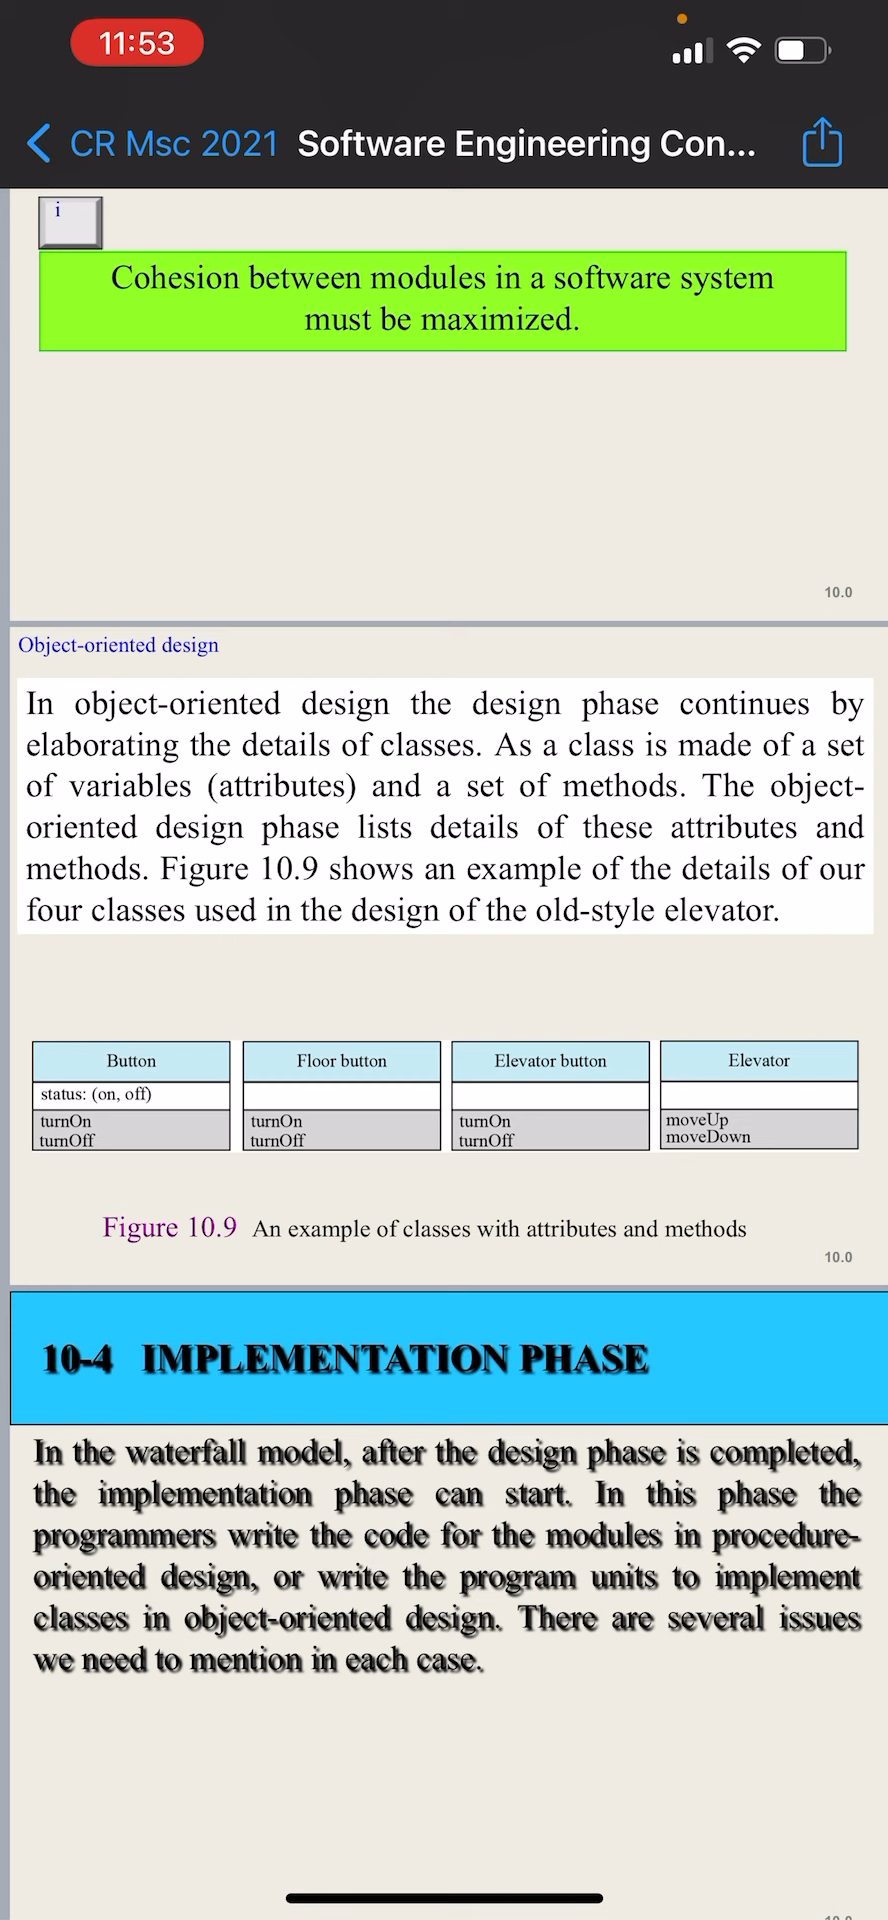 11:53
CR Msc 2021 Software Engineering Con...
i
Cohesion between modules in a software system
must be maximized.
10.0
Object-oriented design
In object-oriented design the design phase continues by
elaborating the details of classes. As a class is made of a set
of variables (attributes) and a set of methods. The object-
oriented design phase lists details of these attributes and
methods. Figure 10.9 shows an example of the details of our
four classes used in the design of the old-style elevator.
Button Floor button Elevator button Elevator
status: (on, off)
turnOn turnOn turnOn moveUp
turnOff turnOff turnOff moveDown
Figure 10.9 An example of classes with attributes and methods
10.0
10-4 IMPLEMENTATION PHASE
In the waterfall model, after the design phase is completed,
the implementation phase can start. In this phase the
programmers write the code for the modules in procedure-
oriented design, or write the program units to implement
classes in object-oriented design. There are several issues
we need to mention in each case.